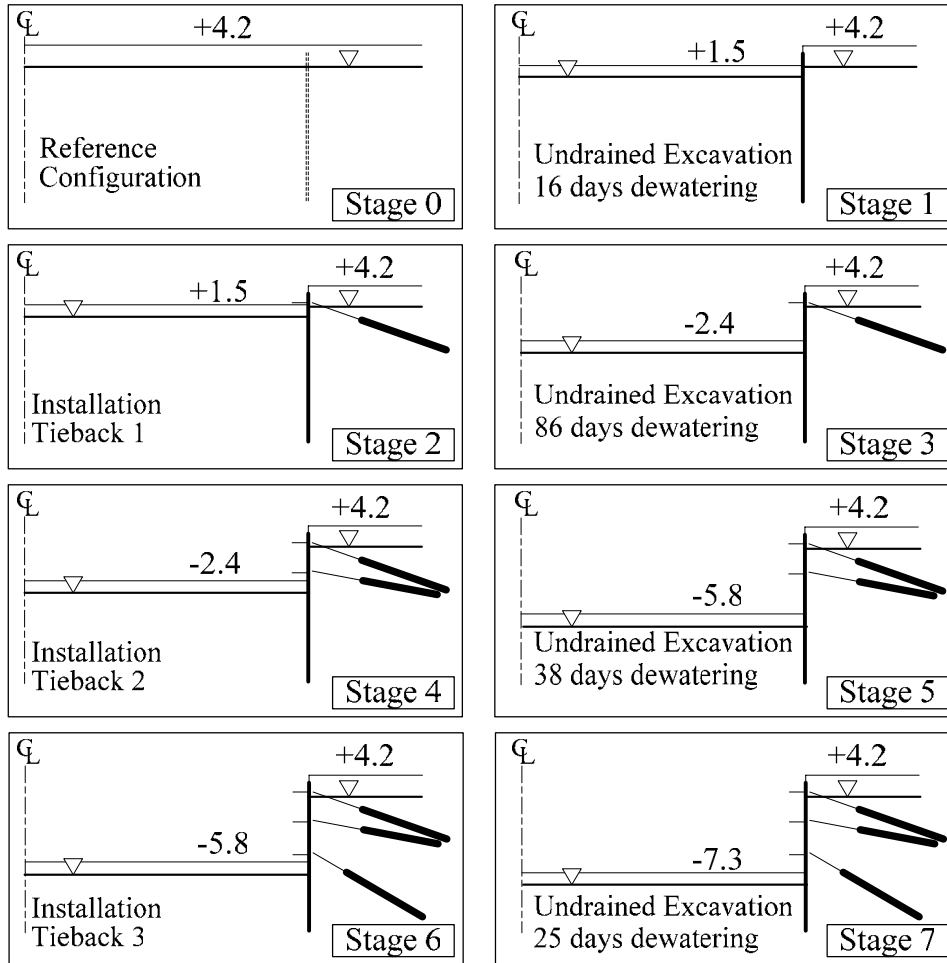 ℄
+4.2
Reference
Configuration
Stage 0
℄
+1.5
+4.2
Undrained Excavation
16 days dewatering
Stage 1
℄
+1.5
+4.2
Installation
Tieback 1
Stage 2
℄
-2.4
+4.2
Undrained Excavation
86 days dewatering
Stage 3
℄
-2.4
+4.2
Installation
Tieback 2
Stage 4
℄
-5.8
+4.2
Undrained Excavation
38 days dewatering
Stage 5
℄
-5.8
+4.2
Installation
Tieback 3
Stage 6
℄
-7.3
+4.2
Undrained Excavation
25 days dewatering
Stage 7